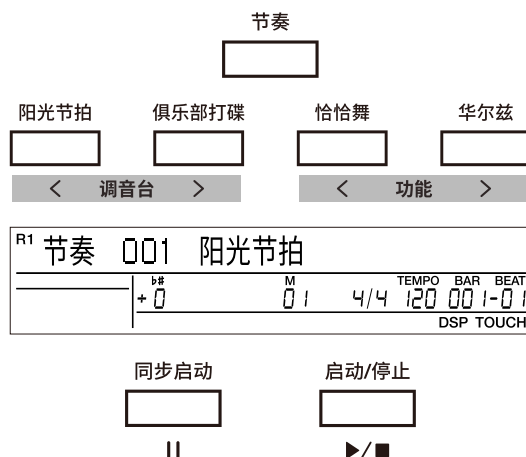 节奏
阳光节拍 俱乐部打碟 恰恰舞 华尔兹
< 调音台 > < 功能 >
R1 节奏 001 阳光节拍
b# M TEMPO BAR BEAT
+ 0 01 4/4 120 001-01
DSP TOUCH
同步启动 启动/停止